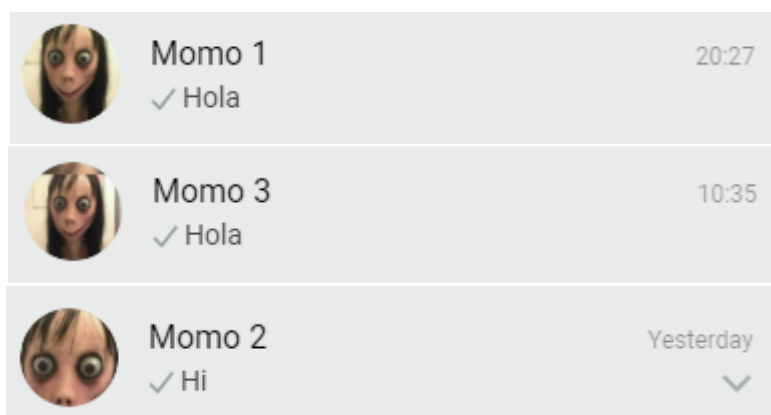 Momo 1 20:27
Hola
Momo 3 10:35
Hola
Momo 2 Yesterday
Hi